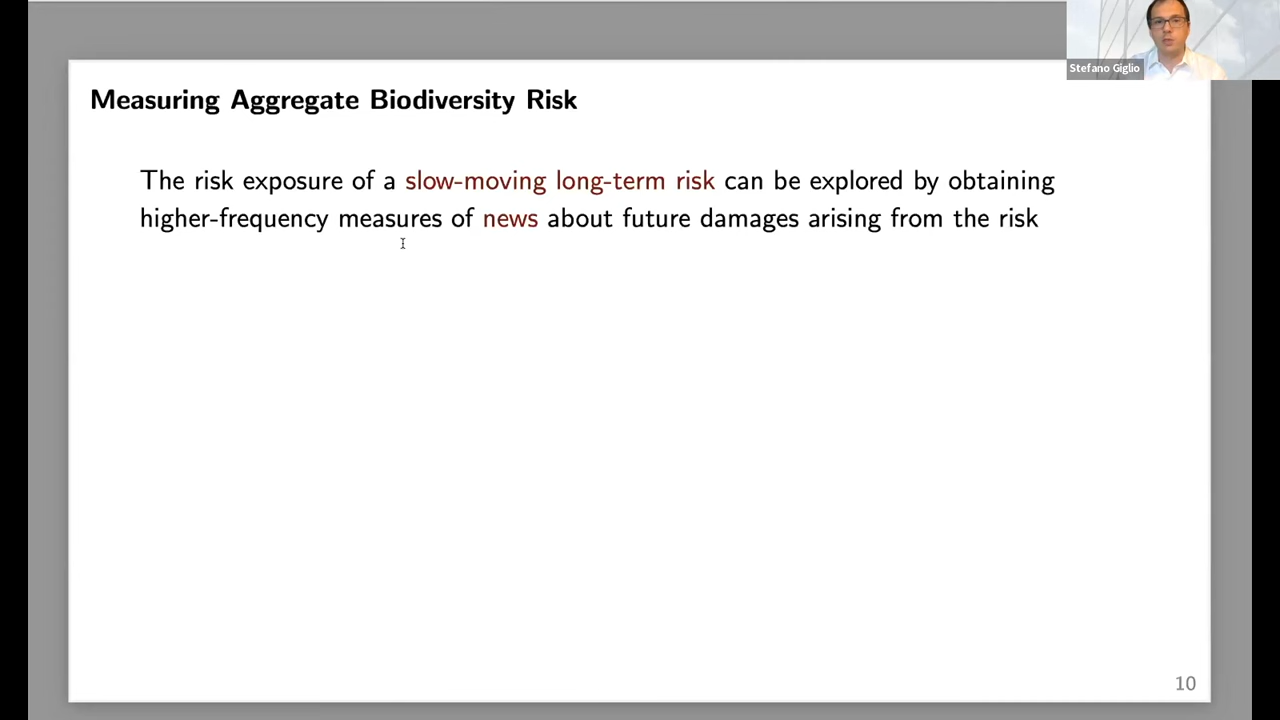 Stefano Giglio
Measuring Aggregate Biodiversity Risk
The risk exposure of a slow-moving long-term risk can be explored by obtaining
higher-frequency measures of news about future damages arising from the risk
10